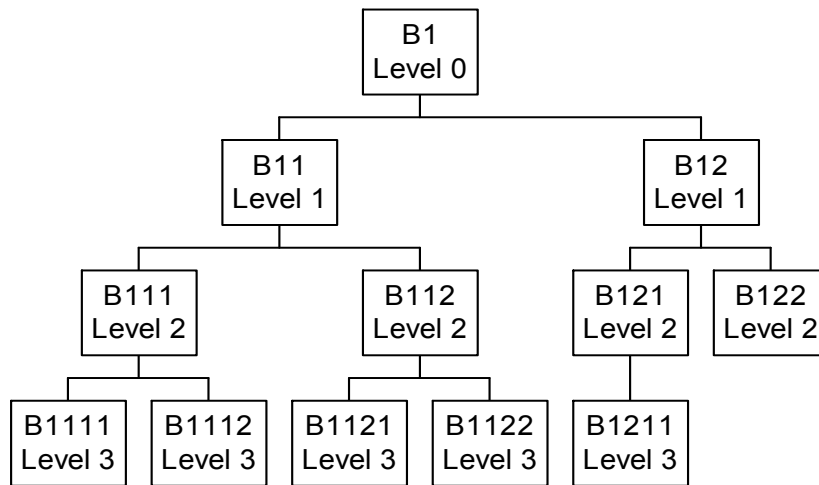 B1
Level 0
B11
Level 1
B12
Level 1
B111
Level 2
B112
Level 2
B121
Level 2
B122
Level 2
B1111
Level 3
B1112
Level 3
B1121
Level 3
B1122
Level 3
B1211
Level 3